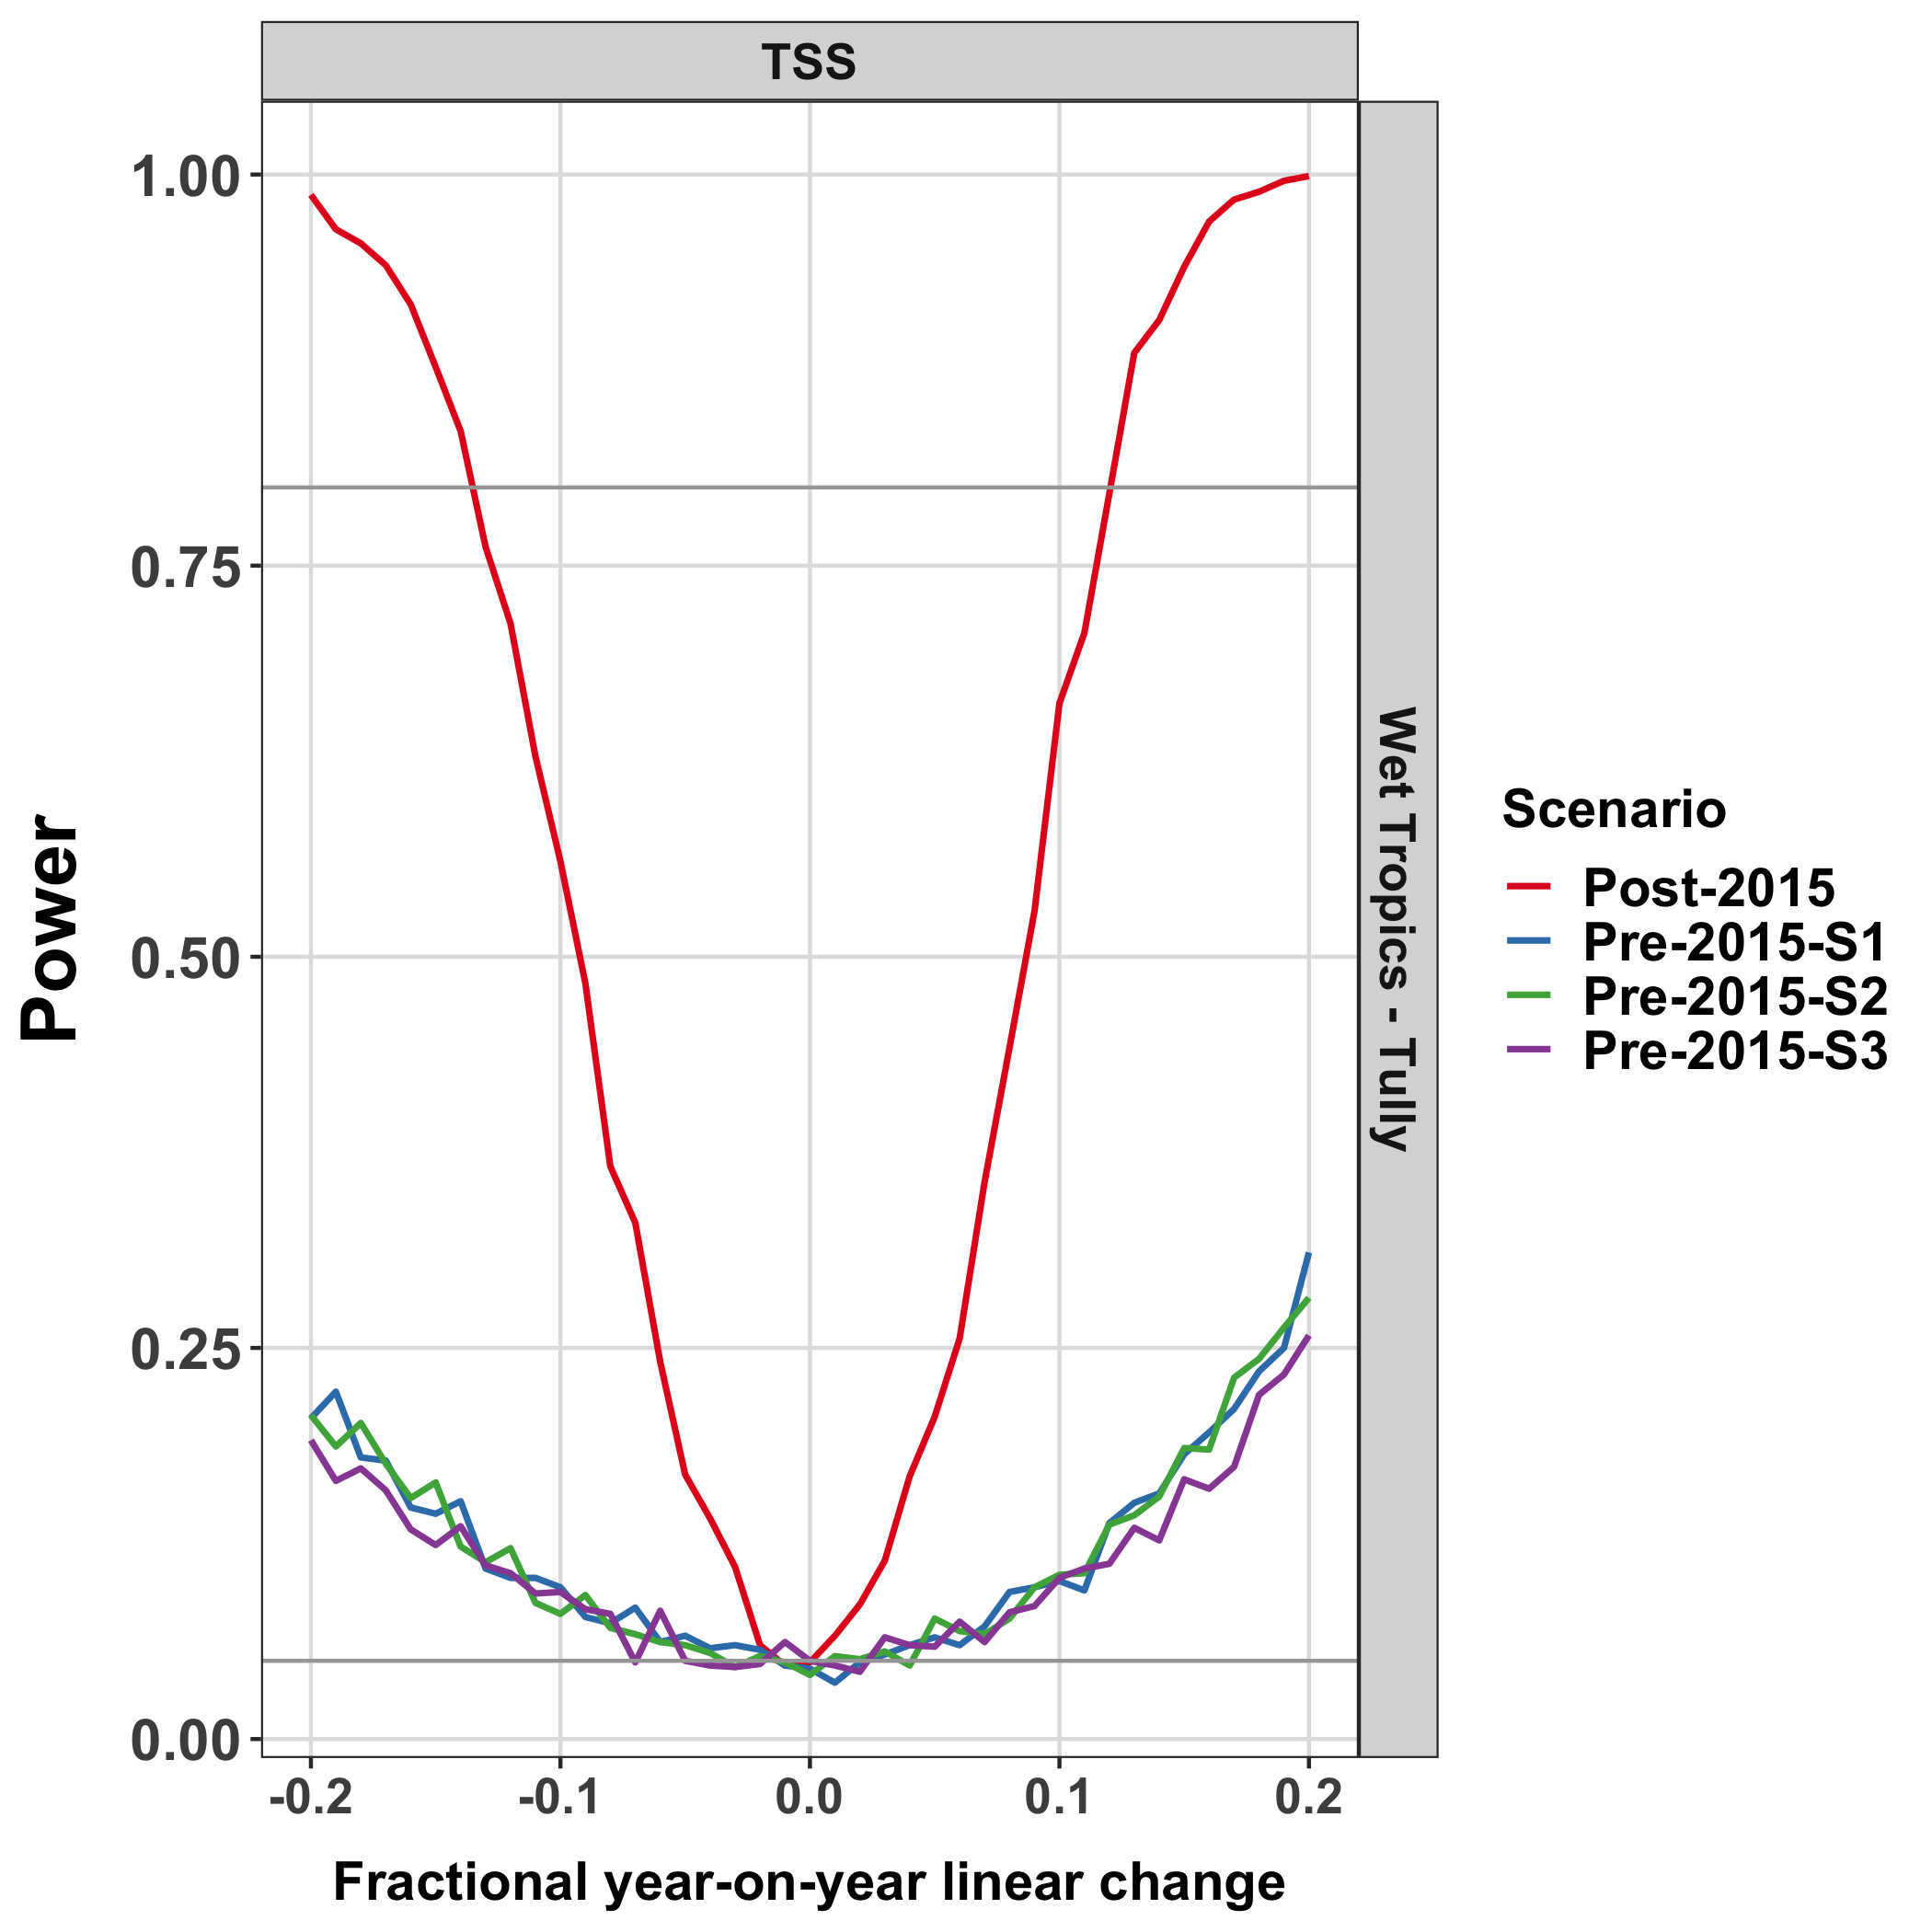 TSS
1.00
0.75
0.50
0.25
0.00
Power
-0.2
-0.1
0.0
0.1
0.2
Fractional year-on-year linear change
Wet Tropics - Tully
Scenario
Post-2015
Pre-2015-S1
Pre-2015-S2
Pre-2015-S3